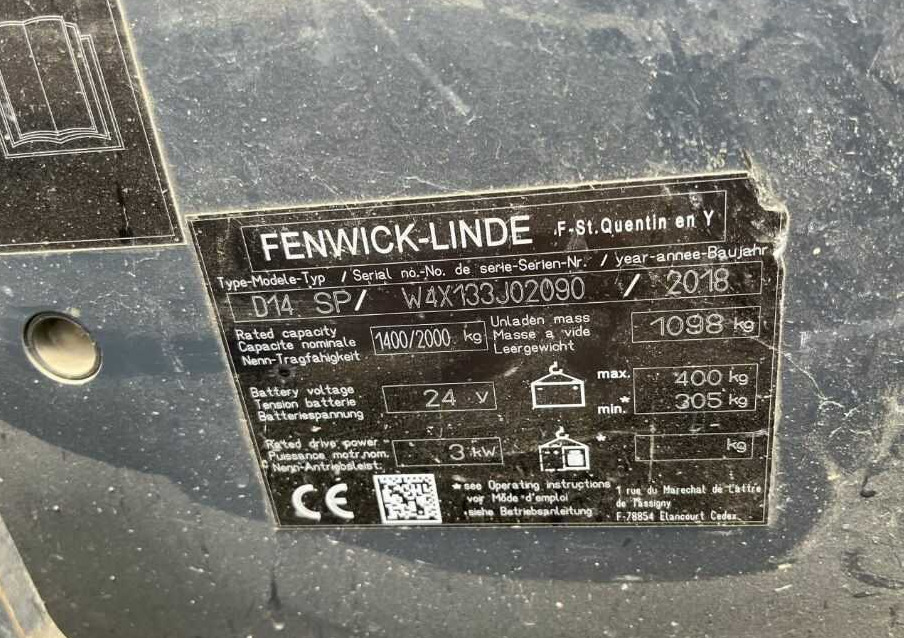 FENWICK-LINDE F-St.Quentin en Y
Type-Modele-Typ / Serial no.-No. de serie-Serien-Nr. / year-annee-Baujahr
D14 SP/ W4X133J02090 / 2018
Rated capacity
Capacite nominale
Nenn-Tragfahigkeit
1400/2000 kg
Unladen mass
Masse a vide
Leergewicht
1098 kg
Battery voltage
Tension batterie
Batteriespannung
24 V
max. 400 kg
min.* 305 kg
Rated drive power
Puissance motr.nom.
Nenn-Antriebsleist.
3 kW
* kg
CE
* see Operating instructions
voir Mode d'emploi
siehe Betriebsanleitung
1 rue du Marechal de Lattre
de Tassigny
F-78854 Elancourt Cedex